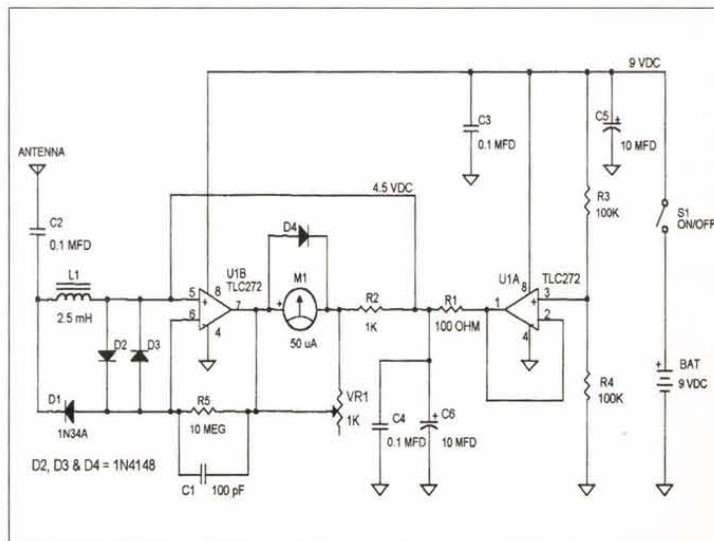 9 VDC
C3
0.1 MFD
C5
+
10 MFD
ANTENNA
C2
0.1 MFD
4.5 VDC
R3
100K
S1
ON/OFF
D4
L1
2.5 mH
U1B
TLC272
5
+
8
7
6
-
4
+
M1
50 uA
R2
1K
R1
100 OHM
U1A
TLC272
1
8
+
3
-
2
4
D2
D3
D1
1N34A
R5
10 MEG
VR1
1K
C4
0.1 MFD
+
C6
10 MFD
R4
100K
+
BAT
9 VDC
D2, D3 & D4 = 1N4148
C1
100 pF